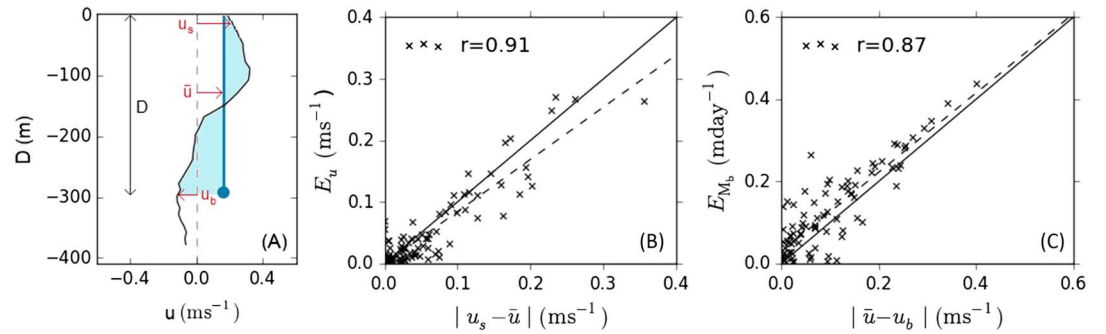 0
−100
−200
−300
−400
D (m)
D
u_s
ū
u_b
(A)
−0.4
0.0
0.4
u (ms⁻¹)
0.4
0.3
0.2
0.1
0.0
E_u (ms⁻¹)
r=0.91
(B)
0.0
0.1
0.2
0.3
0.4
| u_s − ū | (ms⁻¹)
0.6
0.4
0.2
0.0
E_{M_b} (mday⁻¹)
r=0.87
(C)
0.0
0.2
0.4
0.6
| ū − u_b | (ms⁻¹)